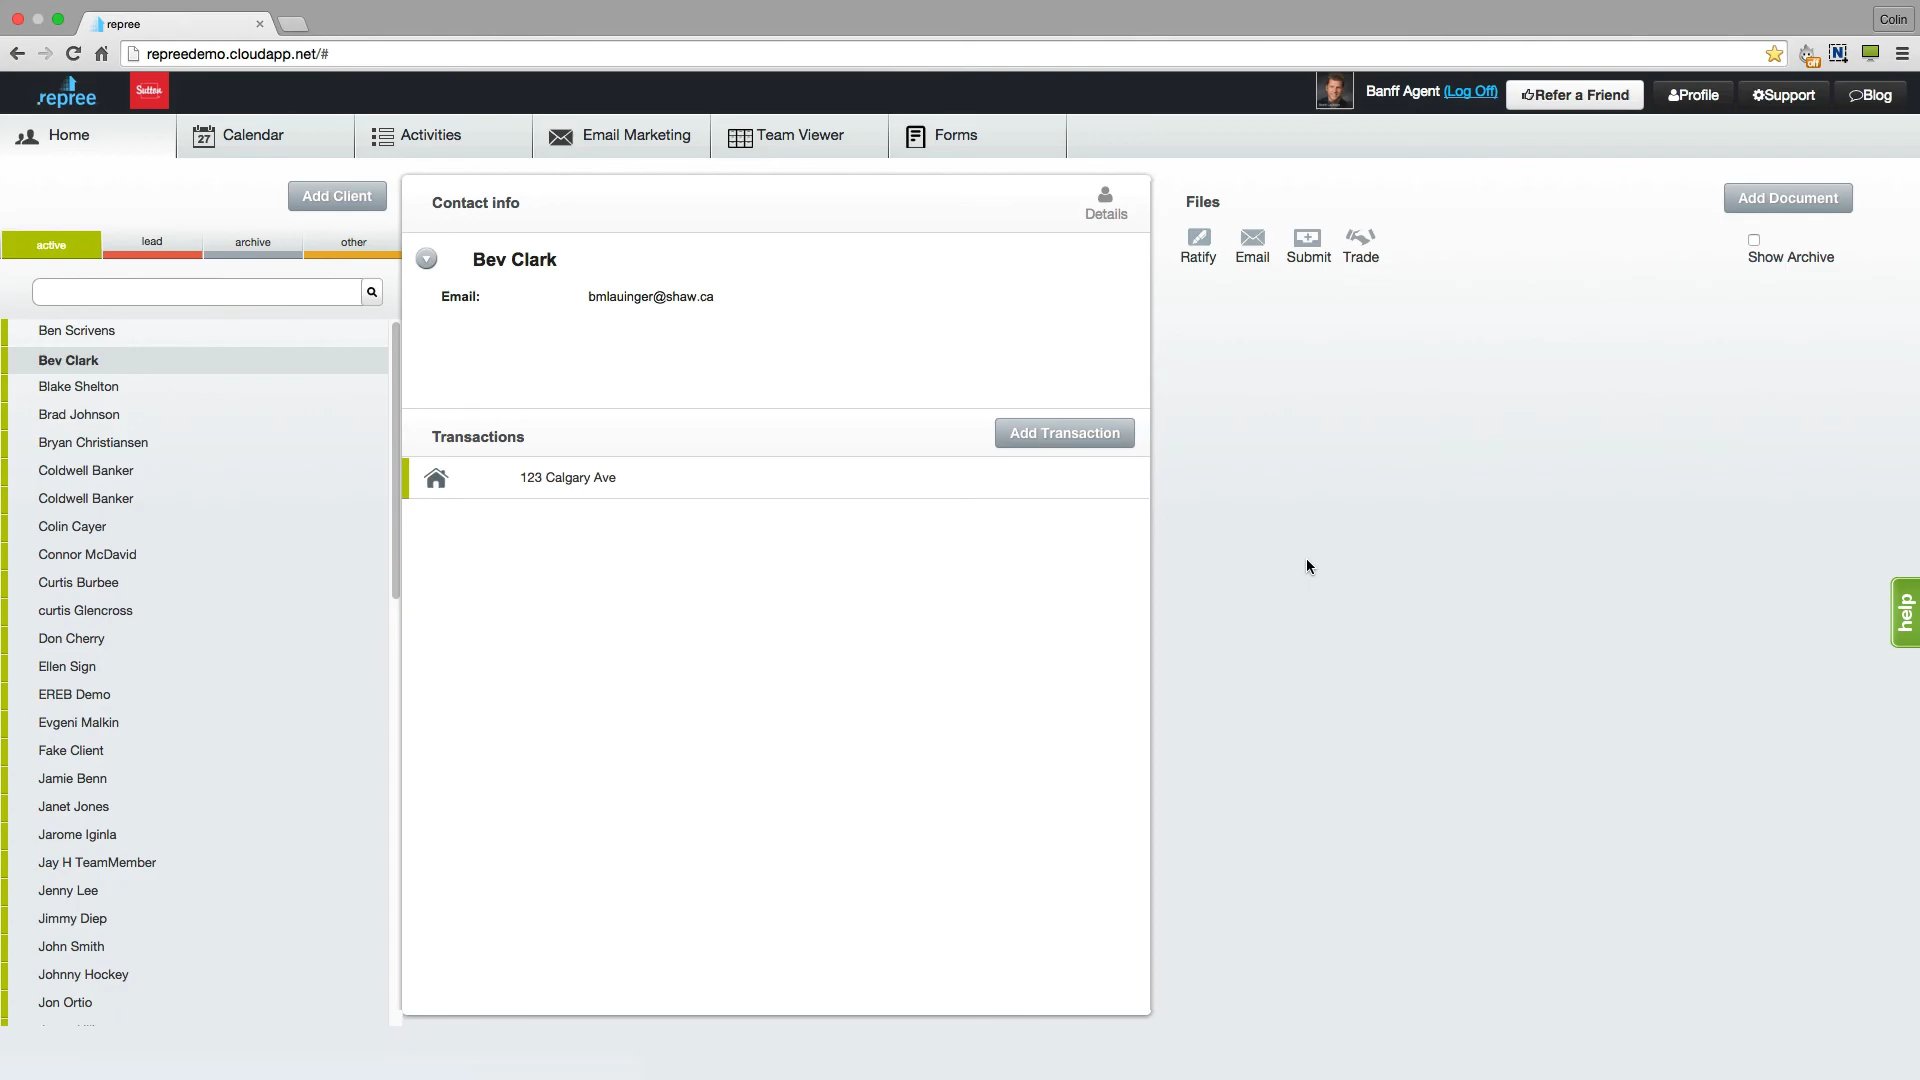 repree
Colin
repreedemo.cloudapp.net/#
off
N
repree
Sutton
Banff Agent (Log Off)
Refer a Friend
Profile
Support
Blog
Home
27
Calendar
Activities
Email Marketing
Team Viewer
Forms
Add Client
active
lead
archive
other
Ben Scrivens
Bev Clark
Blake Shelton
Brad Johnson
Bryan Christiansen
Coldwell Banker
Coldwell Banker
Colin Cayer
Connor McDavid
Curtis Burbee
curtis Glencross
Don Cherry
Ellen Sign
EREB Demo
Evgeni Malkin
Fake Client
Jamie Benn
Janet Jones
Jarome Iginla
Jay H TeamMember
Jenny Lee
Jimmy Diep
John Smith
Johnny Hockey
Jon Ortio
Contact info
Details
Bev Clark
Email: bmlauinger@shaw.ca
Transactions
Add Transaction
123 Calgary Ave
Files
Add Document
Ratify
Email
Submit
Trade
Show Archive
help